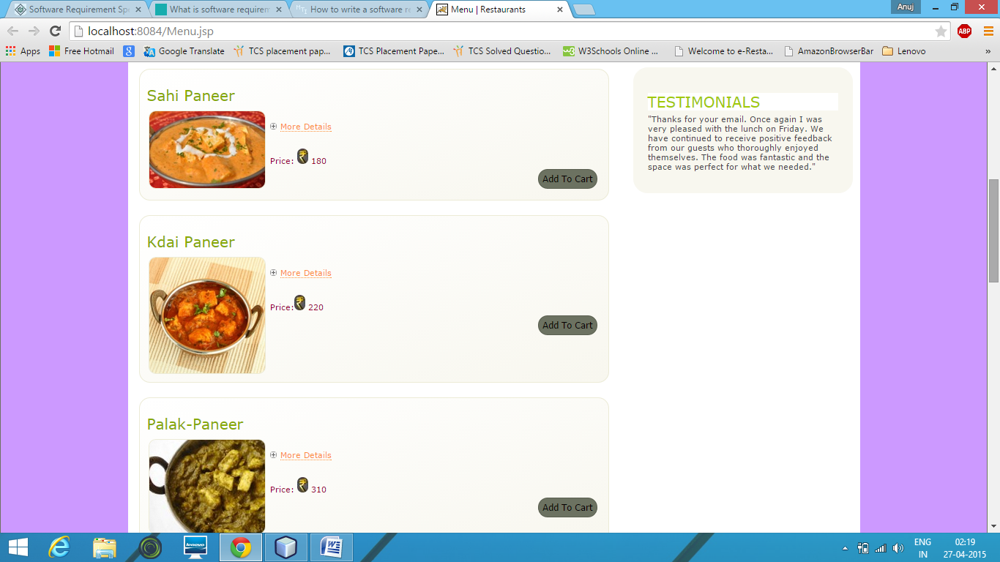 Software Requirement Sp
What is software requirem
How to write a software re
Menu | Restaurants
Anuj
localhost:8084/Menu.jsp
ABP
Apps
Free Hotmail
Google Translate
TCS placement pap...
TCS Placement Pape...
TCS Solved Questio...
W3Schools Online ...
Welcome to e-Resta...
AmazonBrowserBar
Lenovo
»
Sahi Paneer
More Details
Price: ₹ 180
Add To Cart
Kdai Paneer
More Details
Price: ₹ 220
Add To Cart
Palak-Paneer
More Details
Price: ₹ 310
Add To Cart
TESTIMONIALS
"Thanks for your email. Once again I was
very pleased with the lunch on Friday. We
have continued to receive positive feedback
from our guests who thoroughly enjoyed
themselves. The food was fantastic and the
space was perfect for what we needed."
lenovo
ENG
IN
02:19
27-04-2015